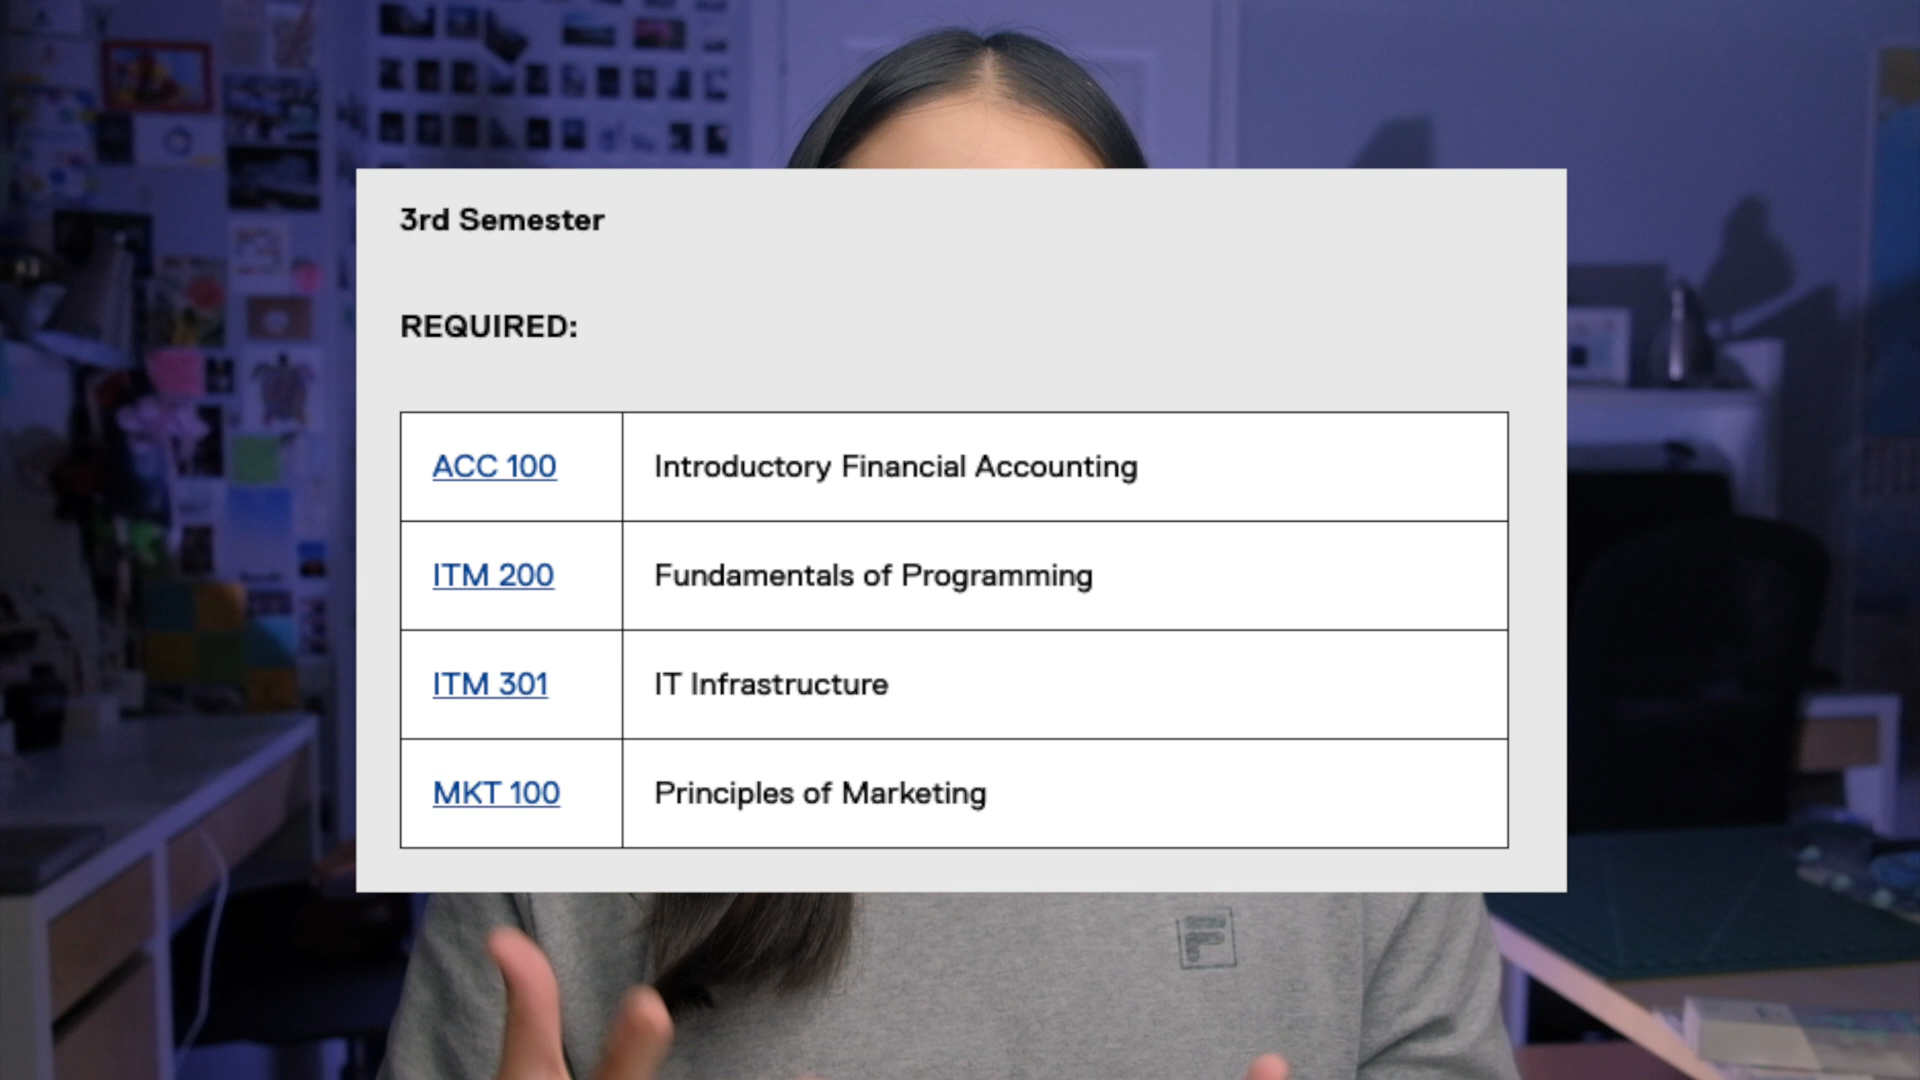 3rd Semester
REQUIRED:
ACC 100 Introductory Financial Accounting
ITM 200 Fundamentals of Programming
ITM 301 IT Infrastructure
MKT 100 Principles of Marketing